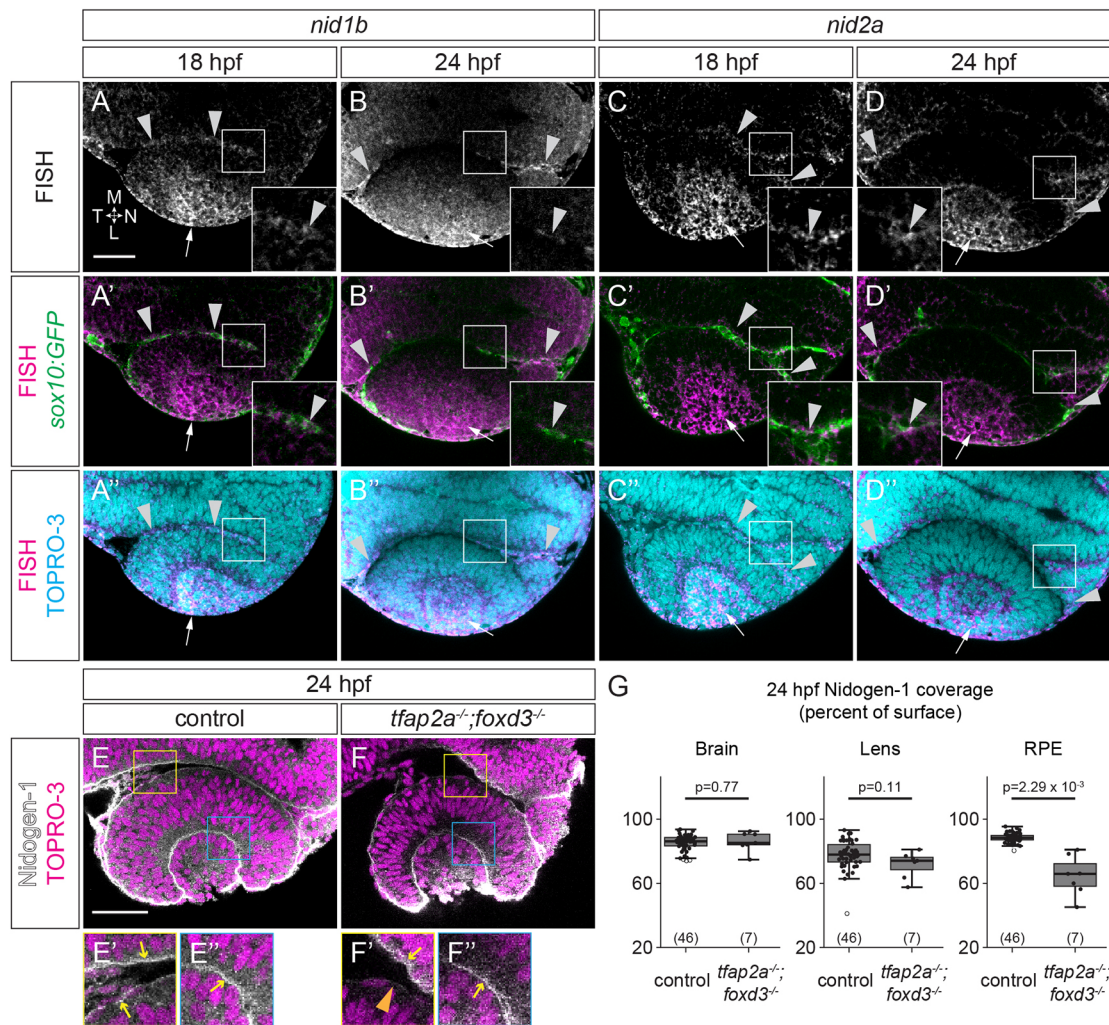 nid1b
nid2a
18 hpf
24 hpf
18 hpf
24 hpf
FISH
A
B
C
D
M
T N
L
FISH
sox10:GFP
A'
B'
C'
D'
FISH
TOPRO-3
A''
B''
C''
D''
24 hpf
control
tfap2a-/-;foxd3-/-
Nidogen-1
TOPRO-3
E
F
E'
E''
F'
F''
G
24 hpf Nidogen-1 coverage
(percent of surface)
Brain
Lens
RPE
p=0.77
p=0.11
p=2.29 x 10-3
100
60
20
(46)
(7)
control
tfap2a-/-;
foxd3-/-
100
60
20
(46)
(7)
control
tfap2a-/-;
foxd3-/-
100
60
20
(46)
(7)
control
tfap2a-/-;
foxd3-/-